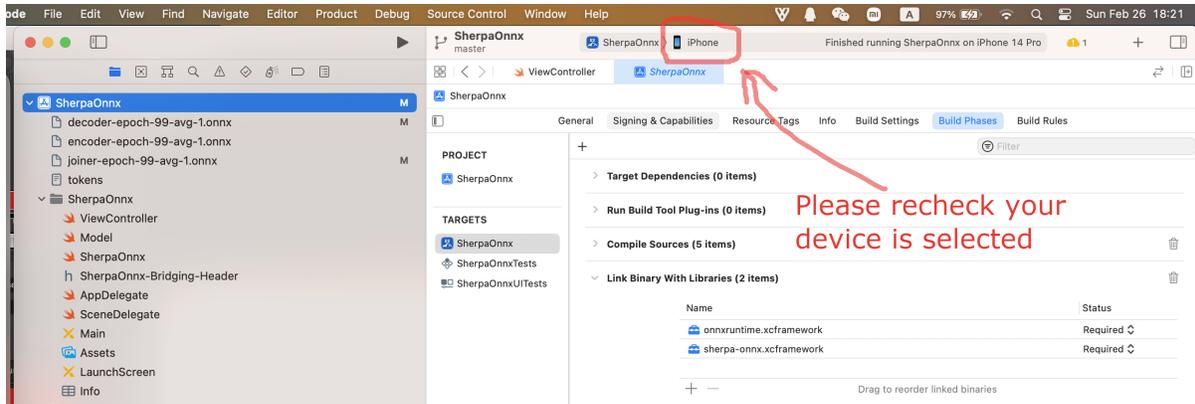 ode File Edit View Find Navigate Editor Product Debug Source Control Window Help A 97% Sun Feb 26 18:21
SherpaOnnx
master
SherpaOnnx iPhone Finished running SherpaOnnx on iPhone 14 Pro 1
ViewController SherpaOnnx
SherpaOnnx
General Signing & Capabilities Resource Tags Info Build Settings Build Phases Build Rules
SherpaOnnx M
decoder-epoch-99-avg-1.onnx M
encoder-epoch-99-avg-1.onnx
joiner-epoch-99-avg-1.onnx M
tokens
SherpaOnnx
ViewController
Model
SherpaOnnx
h SherpaOnnx-Bridging-Header
AppDelegate
SceneDelegate
Main
Assets
LaunchScreen
Info
PROJECT
SherpaOnnx
TARGETS
SherpaOnnx
SherpaOnnxTests
SherpaOnnxUITests
Filter
Target Dependencies (0 items)
Run Build Tool Plug-ins (0 items)
Compile Sources (5 items)
Link Binary With Libraries (2 items)
Name Status
onnxruntime.xcframework Required
sherpa-onnx.xcframework Required
Drag to reorder linked binaries
Please recheck your
device is selected